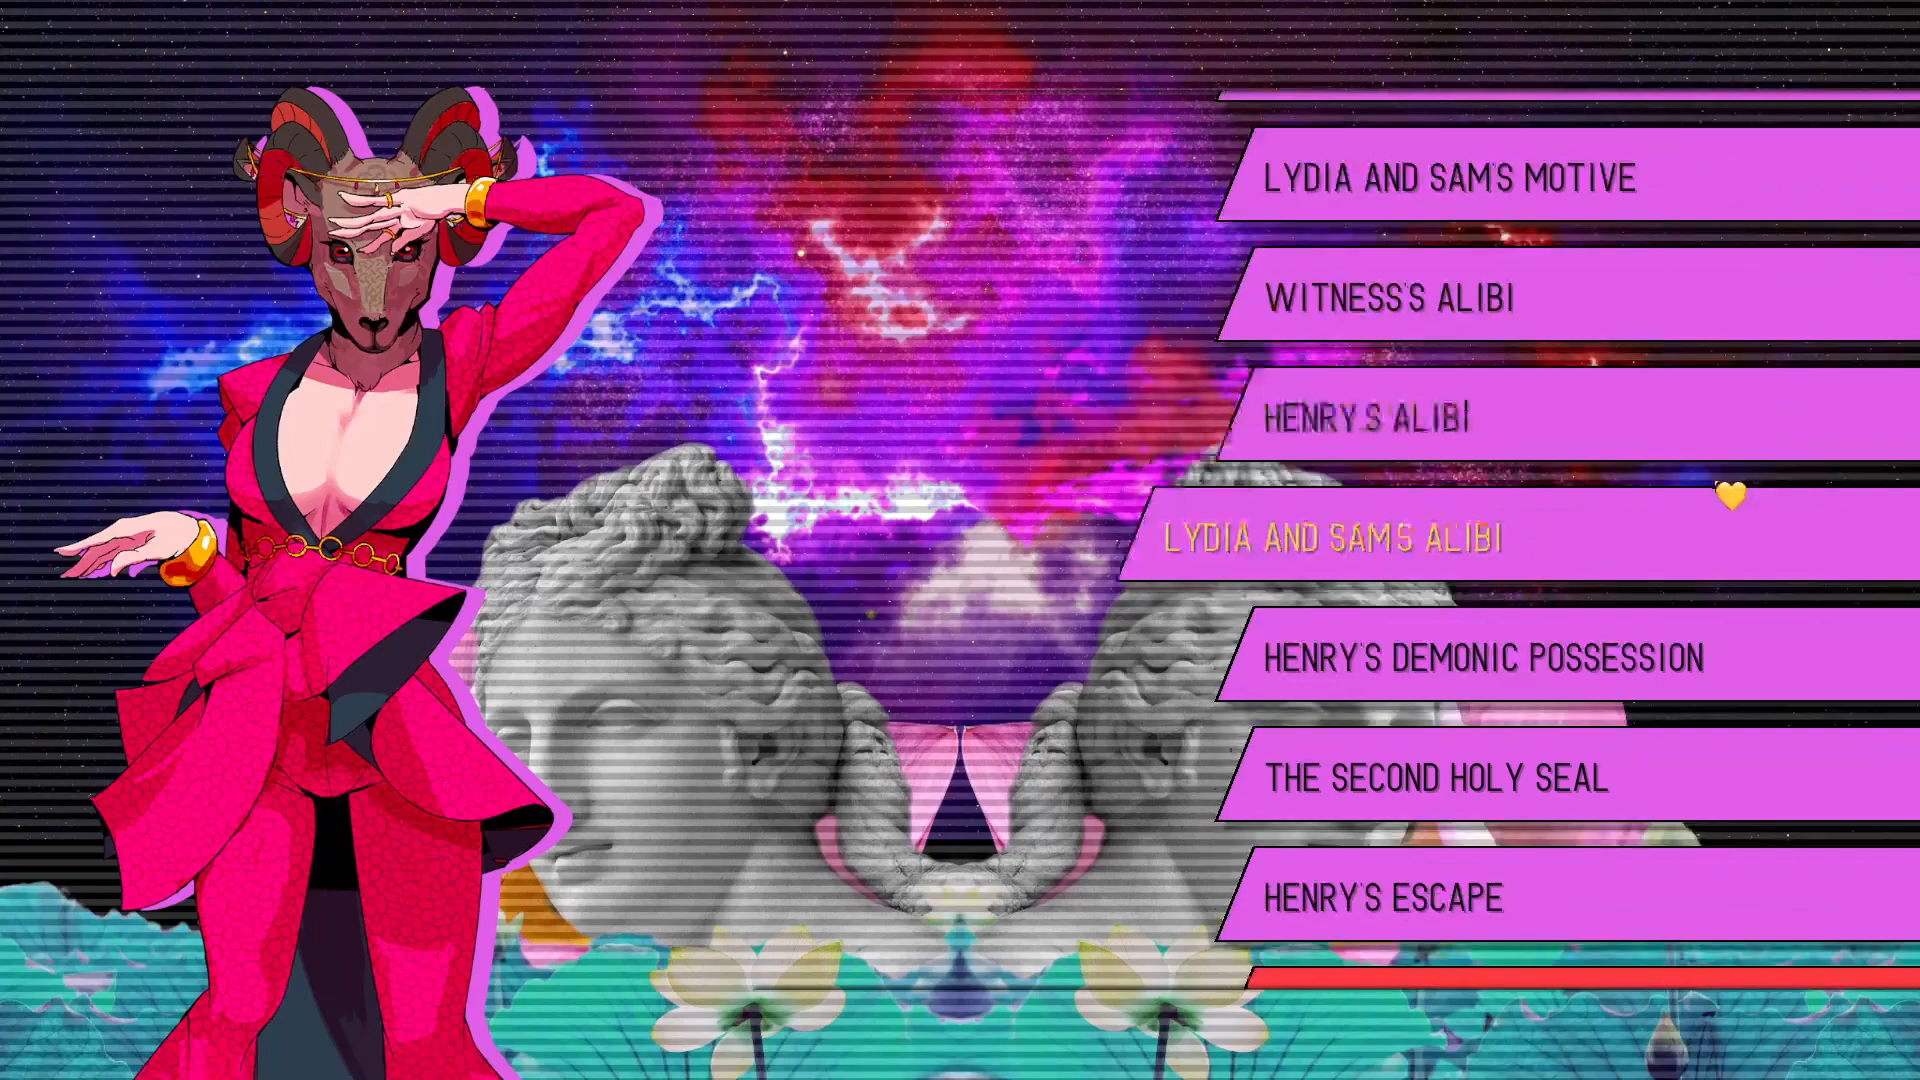 LYDIA AND SAM'S MOTIVE
WITNESS'S ALIBI
HENRY'S ALIBI
LYDIA AND SAM'S ALIBI
HENRY'S DEMONIC POSSESSION
THE SECOND HOLY SEAL
HENRY'S ESCAPE